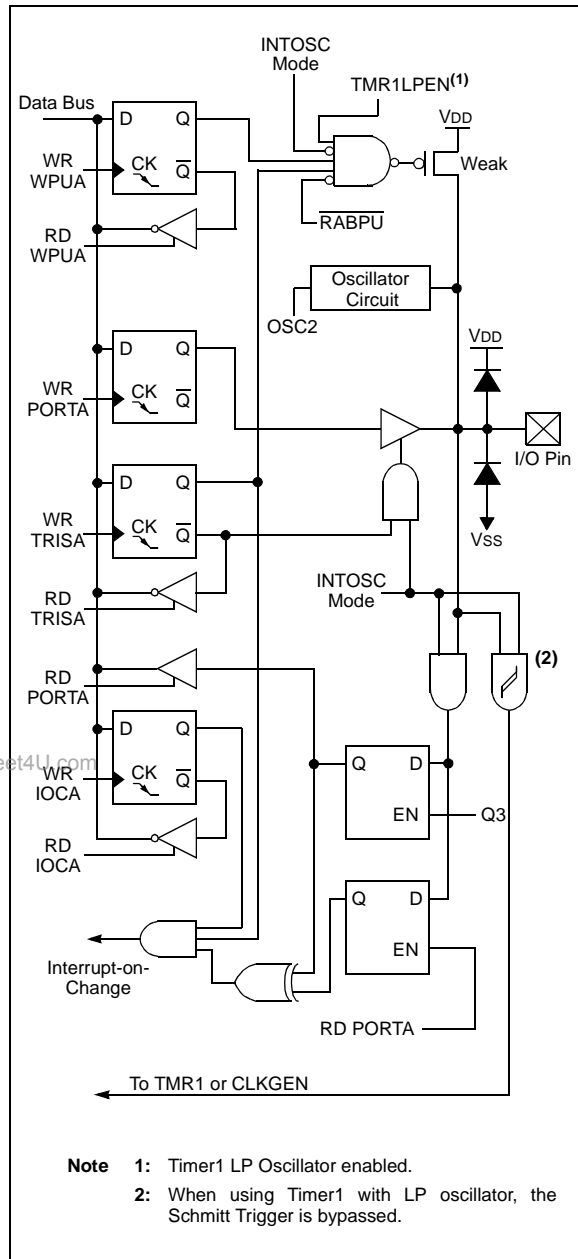 INTOSC
Mode
TMR1LPEN(1)
Data Bus
D Q
VDD
WR
WPUA
CK
Q
Weak
RD
WPUA
RABPU
Oscillator
Circuit
OSC2
VDD
D Q
WR
PORTA
CK
Q
I/O Pin
D Q
WR
TRISA
CK
Q
VSS
INTOSC
Mode
RD
TRISA
(2)
RD
PORTA
D Q
eet4U.com
WR
IOCA
CK
Q
Q D
EN
Q3
RD
IOCA
Q D
EN
Interrupt-on-
Change
RD PORTA
To TMR1 or CLKGEN
Note 1: Timer1 LP Oscillator enabled.
2: When using Timer1 with LP oscillator, the
Schmitt Trigger is bypassed.